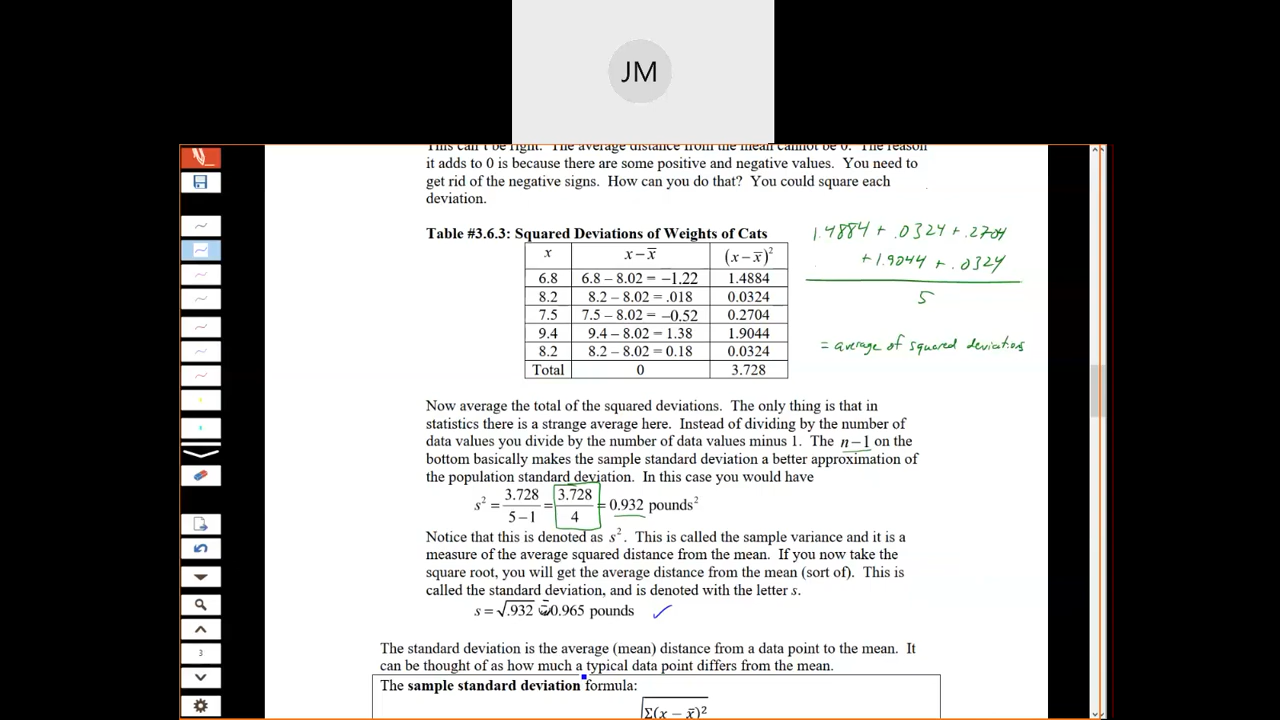 JM
This can't be right. The average distance from the mean cannot be 0. The reason
it adds to 0 is because there are some positive and negative values. You need to
get rid of the negative signs. How can you do that? You could square each
deviation.
Table #3.6.3: Squared Deviations of Weights of Cats
x x − x̄ (x − x̄)²
6.8 6.8 – 8.02 = −1.22 1.4884
8.2 8.2 – 8.02 = .018 0.0324
7.5 7.5 – 8.02 = −0.52 0.2704
9.4 9.4 – 8.02 = 1.38 1.9044
8.2 8.2 – 8.02 = 0.18 0.0324
Total 0 3.728
1.4884 + .0324 + .2704
+ 1.9044 + .0324
5
= average of squared deviations
Now average the total of the squared deviations. The only thing is that in
statistics there is a strange average here. Instead of dividing by the number of
data values you divide by the number of data values minus 1. The n−1 on the
bottom basically makes the sample standard deviation a better approximation of
the population standard deviation. In this case you would have
s² = 3.728/5−1 = 3.728/4 = 0.932 pounds²
Notice that this is denoted as s². This is called the sample variance and it is a
measure of the average squared distance from the mean. If you now take the
square root, you will get the average distance from the mean (sort of). This is
called the standard deviation, and is denoted with the letter s.
s = √.932 ≈ 0.965 pounds
3
The standard deviation is the average (mean) distance from a data point to the mean. It
can be thought of as how much a typical data point differs from the mean.
The sample standard deviation formula:
Σ(x − x̄)²